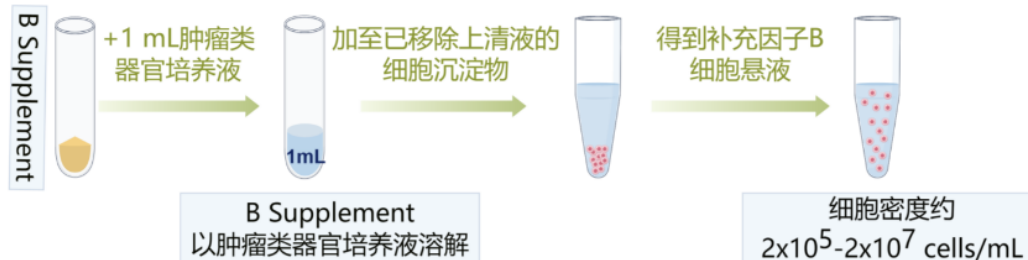 B Supplement
+1 mL肿瘤类
器官培养液
1mL
加至已移除上清液的
细胞沉淀物
得到补充因子B
细胞悬液
B Supplement
以肿瘤类器官培养液溶解
细胞密度约
2x10⁵-2x10⁷ cells/mL